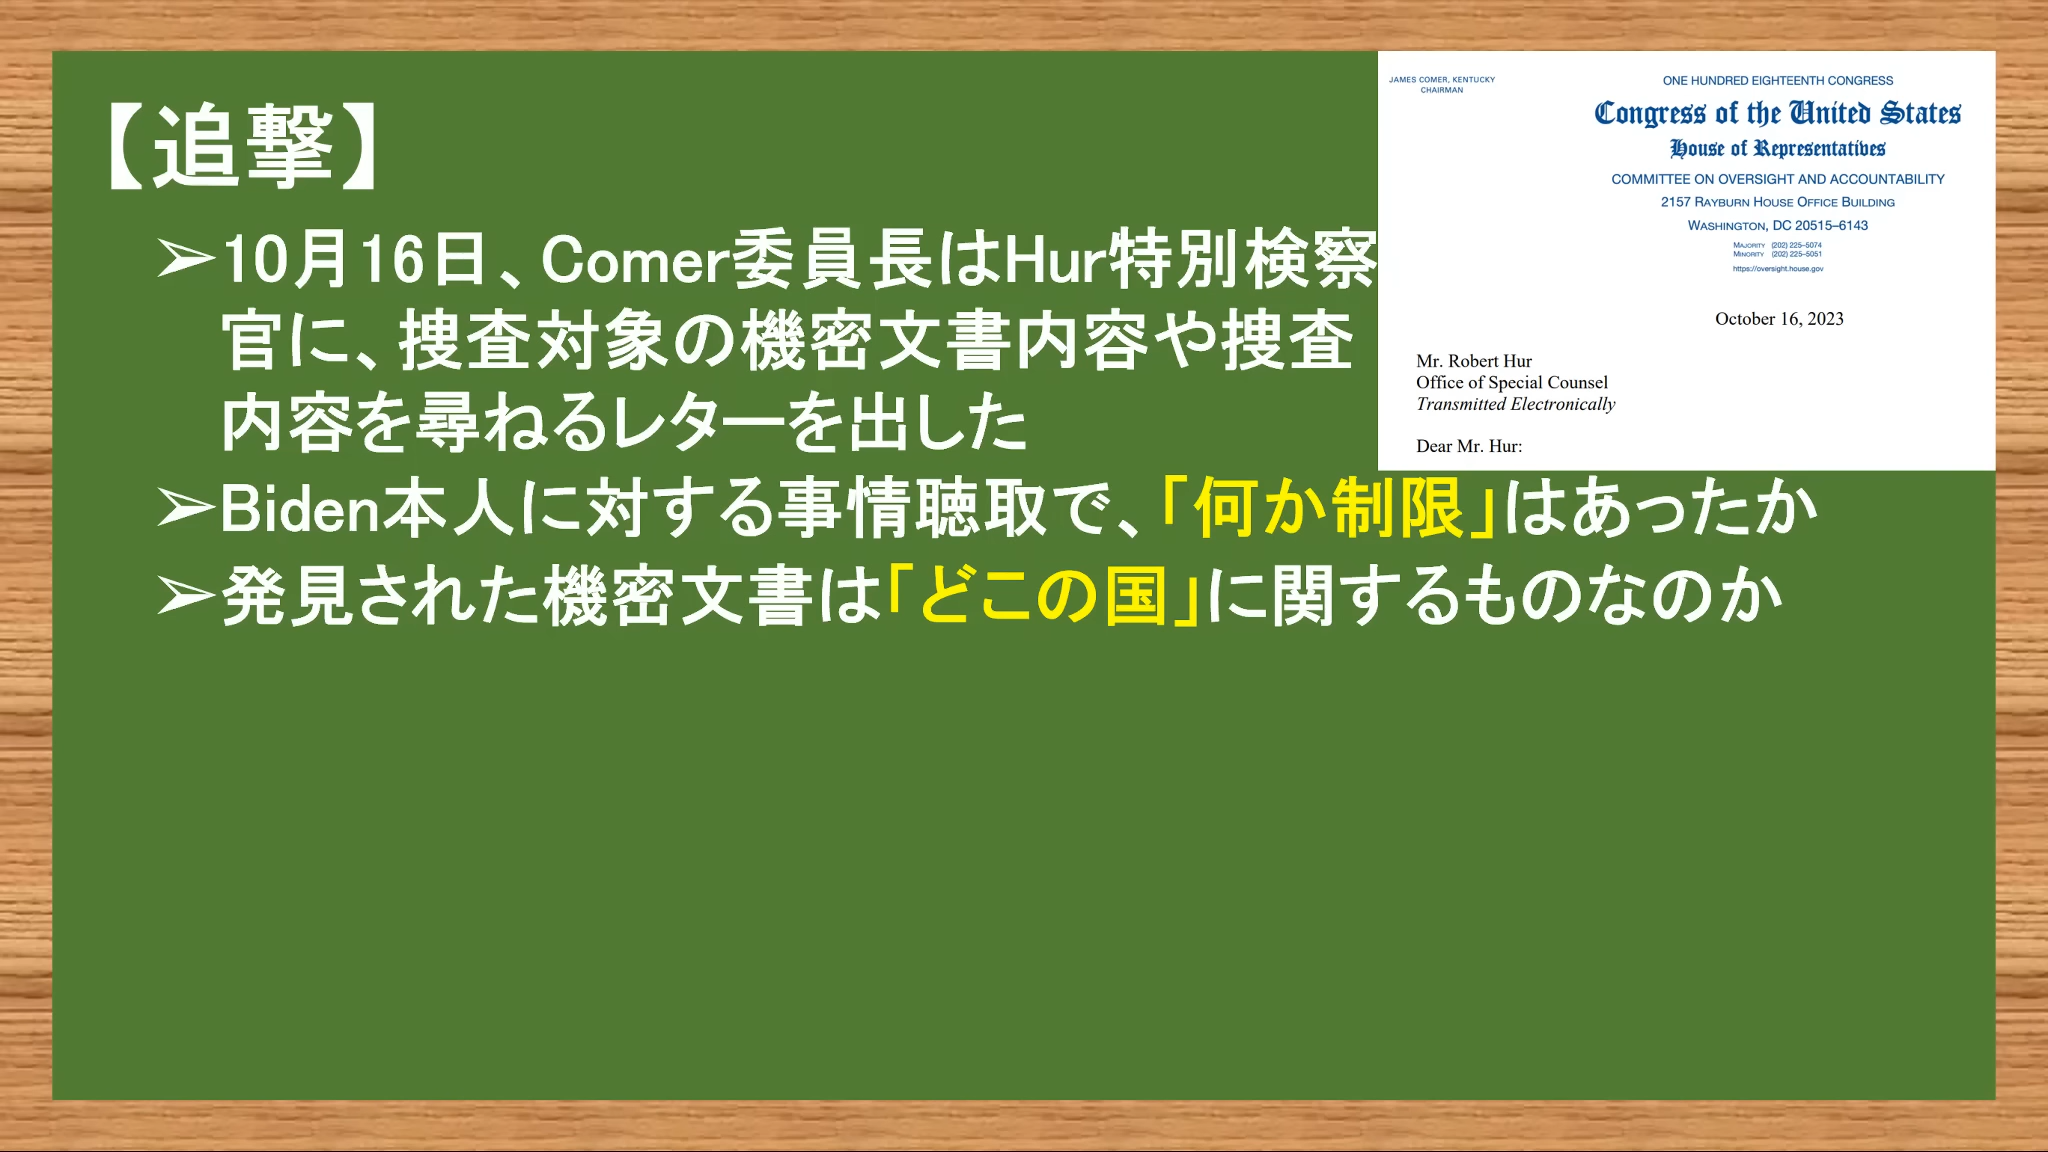 【追撃】
➢10月16日、Comer委員長はHur特別検察
官に、捜査対象の機密文書内容や捜査
内容を尋ねるレターを出した
➢Biden本人に対する事情聴取で、「何か制限」はあったか
➢発見された機密文書は「どこの国」に関するものなのか
JAMES COMER, KENTUCKY
CHAIRMAN
ONE HUNDRED EIGHTEENTH CONGRESS
Congress of the United States
House of Representatives
COMMITTEE ON OVERSIGHT AND ACCOUNTABILITY
2157 RAYBURN HOUSE OFFICE BUILDING
WASHINGTON, DC 20515–6143
MAJORITY (202) 225–5074
MINORITY (202) 225–5051
https://oversight.house.gov
October 16, 2023
Mr. Robert Hur
Office of Special Counsel
Transmitted Electronically
Dear Mr. Hur: